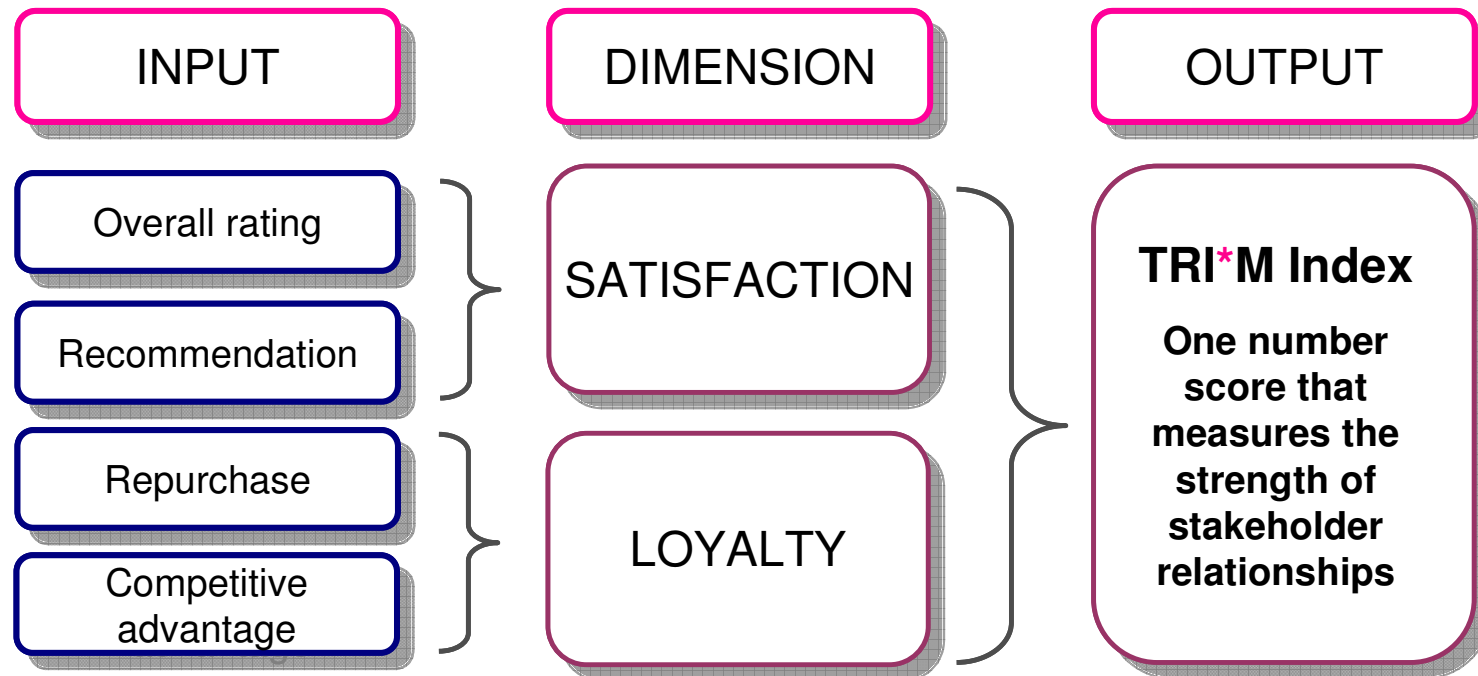 INPUT
DIMENSION
OUTPUT
Overall rating
Recommendation
Repurchase
Competitive
advantage
SATISFACTION
LOYALTY
TRI*M Index
One number
score that
measures the
strength of
stakeholder
relationships